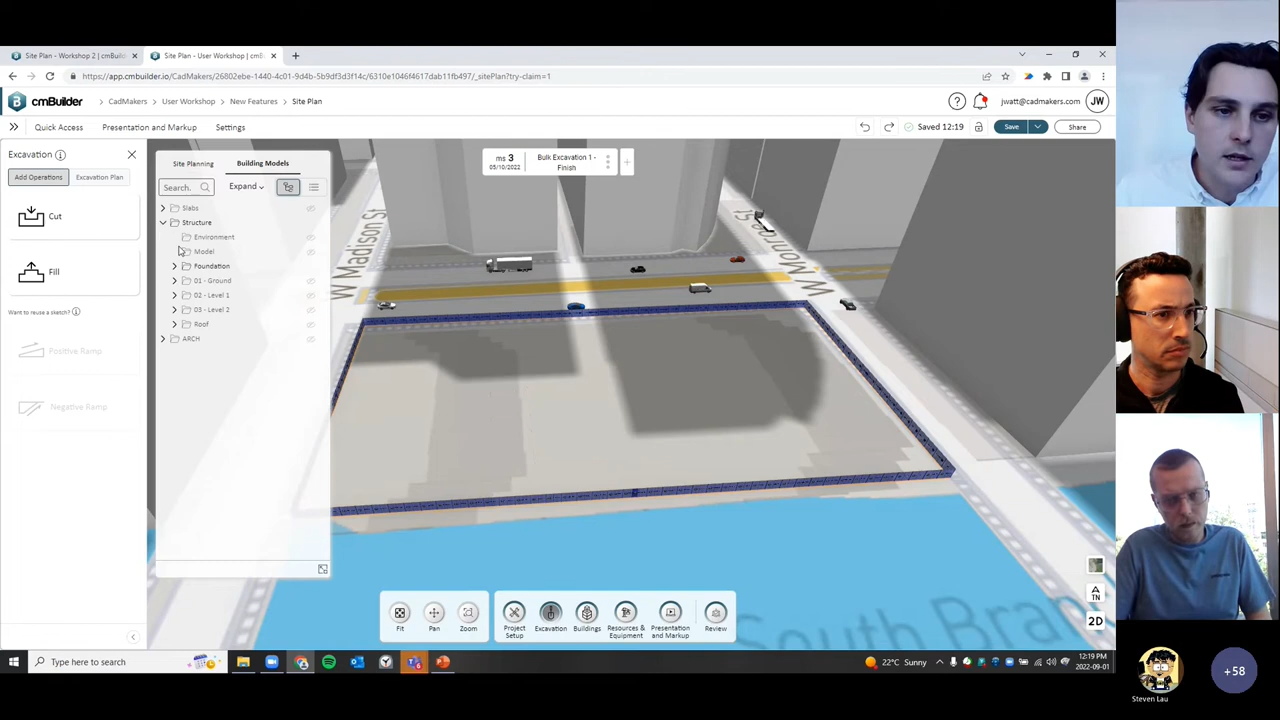 Site Plan - Workshop 2 | cmBuil
Site Plan - User Workshop | cmB
https://app.cmbuilder.io/CadMakers/26802ebe-1440-4c01-9d4b-5b9df3d3f14c/6310e1046f4617dab11fb497/_sitePlan?try-claim=1
cmBuilder
CadMakers
User Workshop
New Features
Site Plan
jwatt@cadmakers.com
JW
Quick Access
Presentation and Markup
Settings
Saved 12:19
Save
Share
Excavation
Add Operations
Excavation Plan
Cut
Fill
Want to reuse a sketch?
Positive Ramp
Negative Ramp
Site Planning
Building Models
Search.
Expand
Slabs
Structure
Environment
Model
Foundation
01 - Ground
02 - Level 1
03 - Level 2
Roof
ARCH
ms 3
05/10/2022
Bulk Excavation 1 -
Finish
W Madison St
W Monroe St
South Bran
TN
2D
Fit
Pan
Zoom
Project
Setup
Excavation
Buildings
Resources &
Equipment
Presentation
and Markup
Review
Type here to search
22°C Sunny
12:19 PM
2022-09-01
Steven Lau
+58